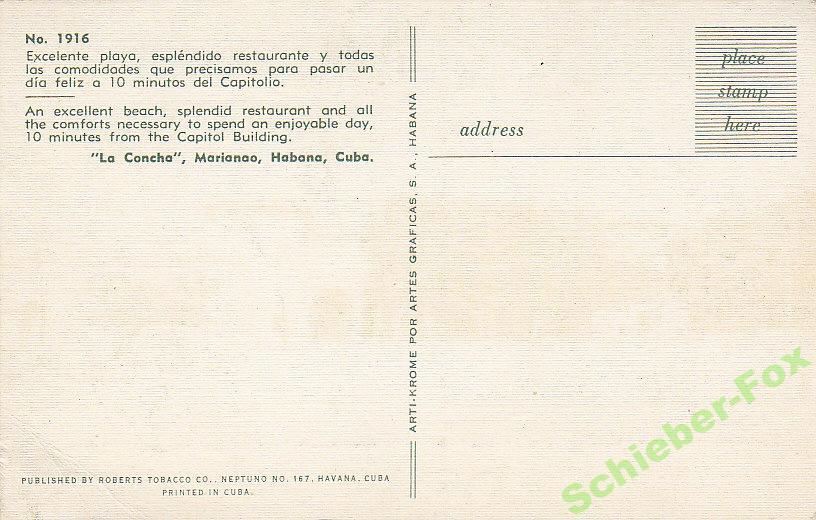 No. 1916
Excelente playa, espléndido restaurante y todas
las comodidades que precisamos para pasar un
día feliz a 10 minutos del Capitolio.
An excellent beach, splendid restaurant and all
the comforts necessary to spend an enjoyable day,
10 minutes from the Capitol Building.
"La Concha", Marianao, Habana, Cuba.
PUBLISHED BY ROBERTS TOBACCO CO., NEPTUNO NO. 167, HAVANA, CUBA
PRINTED IN CUBA.
ARTI-KROME POR ARTES GRAFICAS, S. A., HABANA
address
place
stamp
here
Schieber-Fox